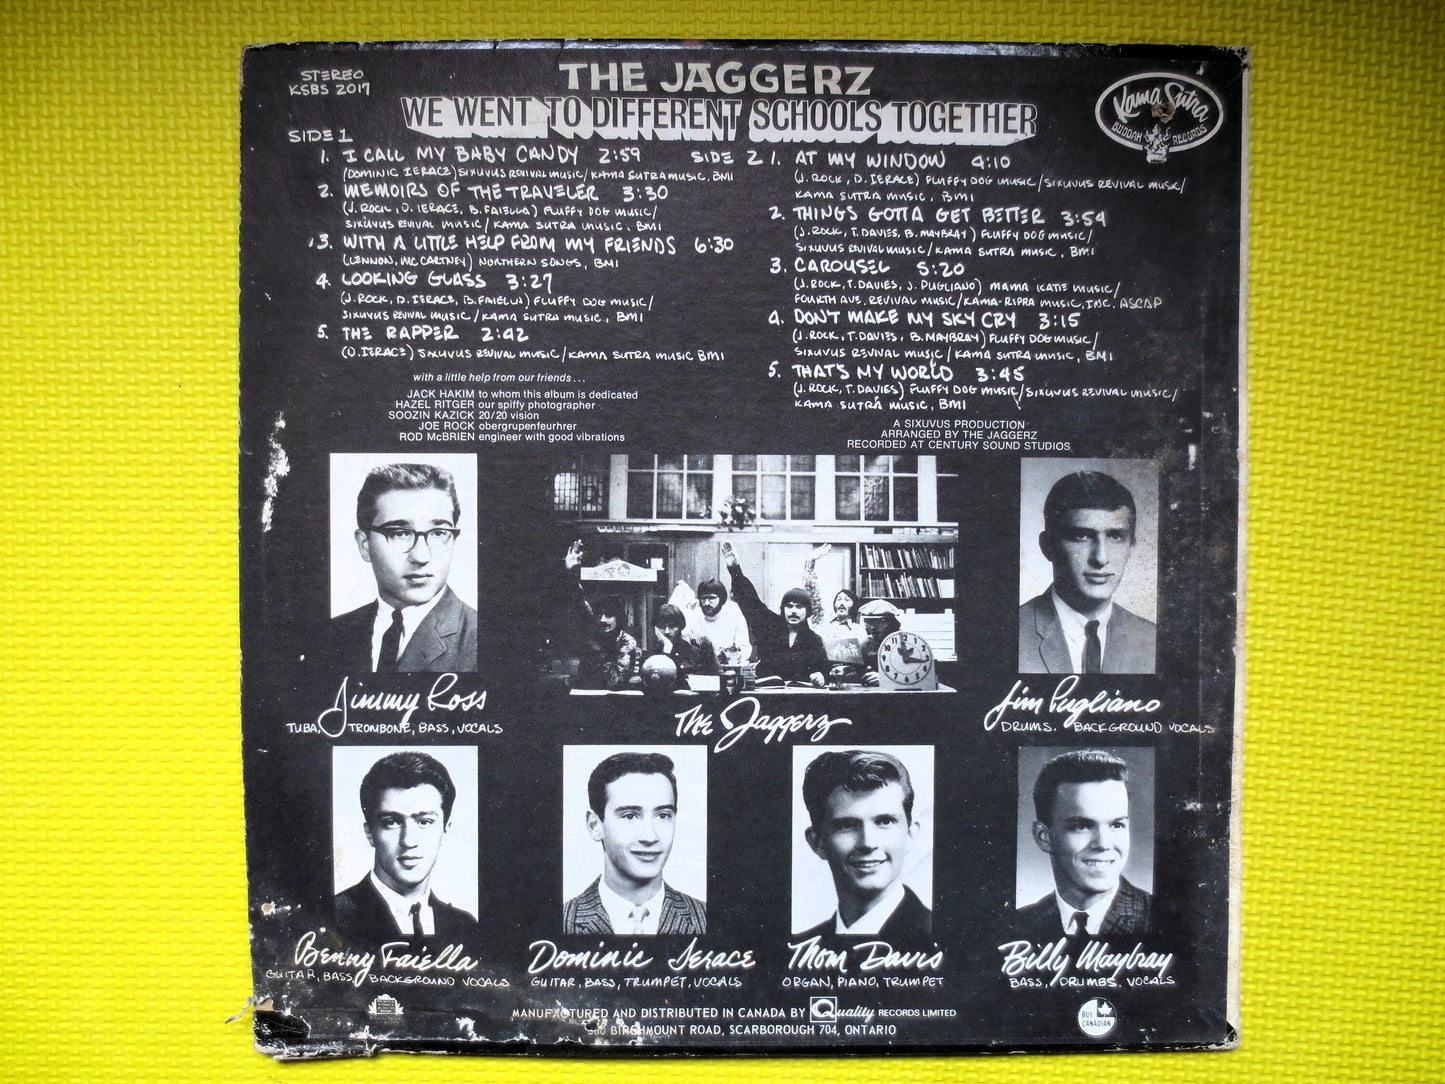 STEREO
KSBS 2017
THE JAGGERZ
WE WENT TO DIFFERENT SCHOOLS TOGETHER
Kama Sutra
BUDDAH RECORDS
SIDE 1
1. I CALL MY BABY CANDY 2:59
(DOMINIC IERACE) SIXUVUS REVIVAL MUSIC/KAMA SUTRA MUSIC, BMI
2. MEMOIRS OF THE TRAVELER 3:30
(J. ROCK, D. IERACE, B. FAIELLA) FLUFFY DOG MUSIC/
SIXUVUS REVIVAL MUSIC/KAMA SUTRA MUSIC, BMI
3. WITH A LITTLE HELP FROM MY FRIENDS 6:30
(LENNON, MC CARTNEY) NORTHERN SONGS, BMI
4. LOOKING GLASS 3:27
(J. ROCK, D. IERACE, B. FAIELLA) FLUFFY DOG MUSIC/
SIXUVUS REVIVAL MUSIC/KAMA SUTRA MUSIC, BMI
5. THE RAPPER 2:42
(D. IERACE) SIXUVUS REVIVAL MUSIC/KAMA SUTRA MUSIC BMI
SIDE 2
1. AT MY WINDOW 4:10
(J. ROCK, D. IERACE) FLUFFY DOG MUSIC/SIXUVUS REVIVAL MUSIC/
KAMA SUTRA MUSIC, BMI
2. THINGS GOTTA GET BETTER 3:54
(J. ROCK, T. DAVIES, B. MAYBRAY) FLUFFY DOG MUSIC/
SIXUVUS REVIVAL MUSIC/KAMA SUTRA MUSIC, BMI
3. CAROUSEL 5:20
(J. ROCK, T. DAVIES, J. PUGLIANO) MAMA KATIE MUSIC/
FOURTH AVE. REVIVAL MUSIC/KAMA-RIPRA MUSIC, INC. ASCAP
4. DON'T MAKE MY SKY CRY 3:15
(J. ROCK, T. DAVIES, B. MAYBRAY) FLUFFY DOG MUSIC/
SIXUVUS REVIVAL MUSIC/KAMA SUTRA MUSIC, BMI
5. THAT'S MY WORLD 3:45
(J. ROCK, T. DAVIES) FLUFFY DOG MUSIC/SIXUVUS REVIVAL MUSIC/
KAMA SUTRA MUSIC, BMI
with a little help from our friends...
JACK HAKIM to whom this album is dedicated
HAZEL RITGER our spiffy photographer
SOOZIN KAZICK 20/20 vision
JOE ROCK obergrupenfeurhrer
ROD McBRIEN engineer with good vibrations
A SIXUVUS PRODUCTION
ARRANGED BY THE JAGGERZ
RECORDED AT CENTURY SOUND STUDIOS
Jimmy Ross
TUBA, TROMBONE, BASS, VOCALS
The Jaggerz
Jim Pugliano
DRUMS. BACKGROUND VOCALS
Benny Faiella
GUITAR, BASS, BACKGROUND VOCALS
Dominic Ierace
GUITAR, BASS, TRUMPET, VOCALS
Thom Davis
ORGAN, PIANO, TRUMPET
Billy Maybray
BASS, DRUMBS, VOCALS
MANUFACTURED AND DISTRIBUTED IN CANADA BY Quality RECORDS LIMITED
380 BIRCHMOUNT ROAD, SCARBOROUGH 704, ONTARIO
BUY
CANADIAN